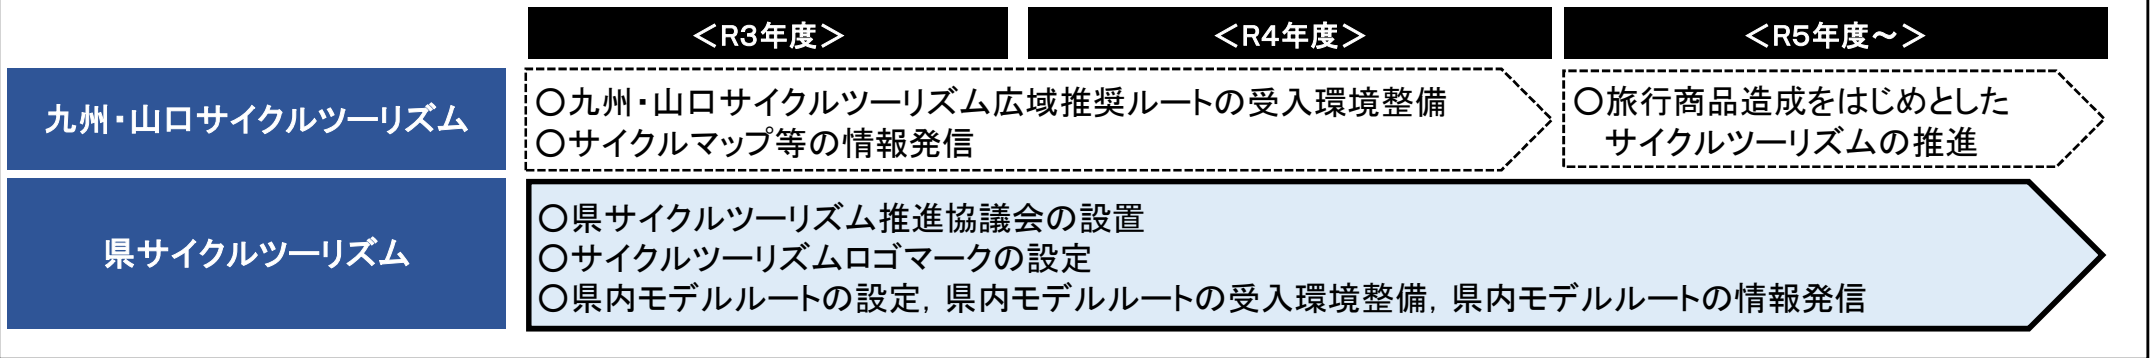 ＜R3年度＞
＜R4年度＞
＜R5年度～＞
九州・山口サイクルツーリズム
〇九州・山口サイクルツーリズム広域推奨ルートの受入環境整備
〇サイクルマップ等の情報発信
〇旅行商品造成をはじめとした
サイクルツーリズムの推進
県サイクルツーリズム
〇県サイクルツーリズム推進協議会の設置
〇サイクルツーリズムロゴマークの設定
〇県内モデルルートの設定，県内モデルルートの受入環境整備，県内モデルルートの情報発信